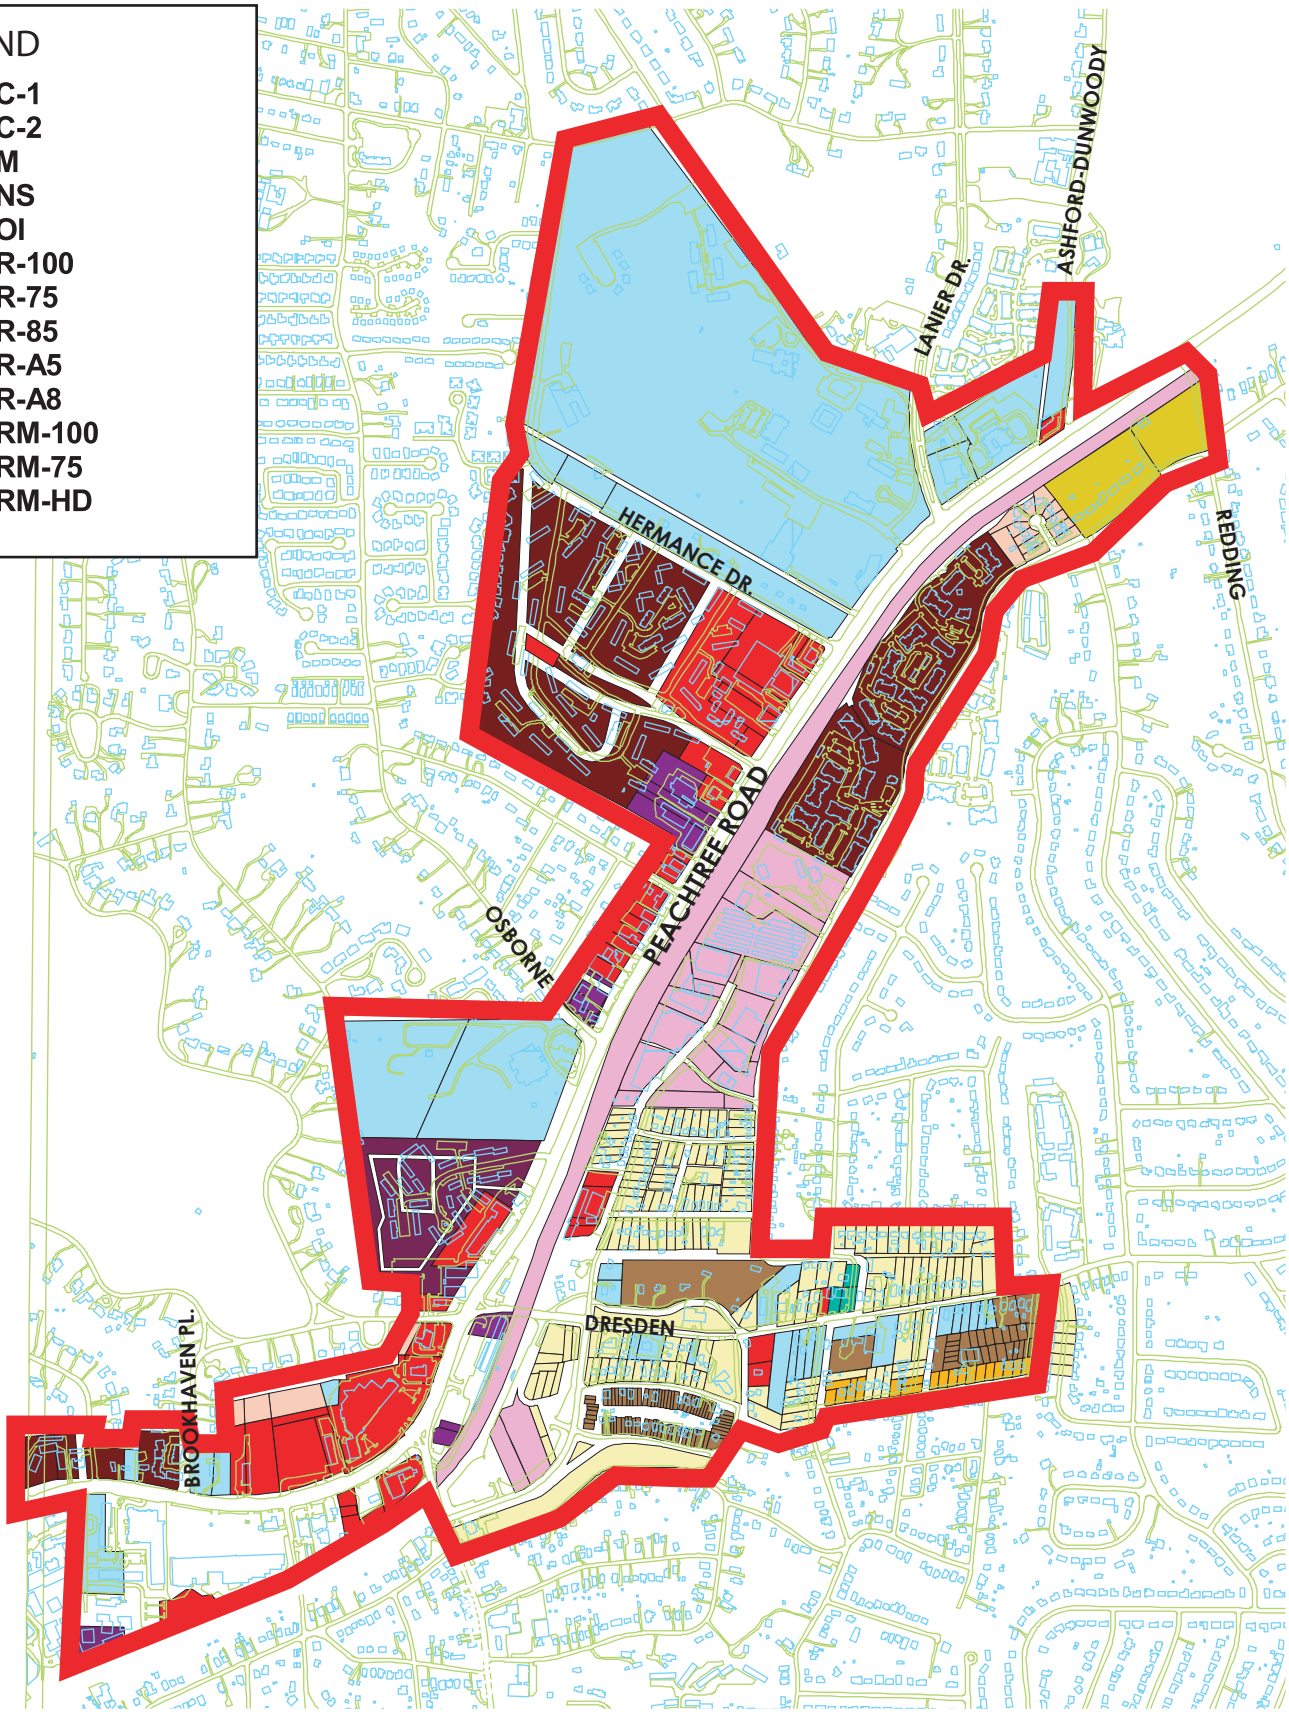 ND
C-1
C-2
M
NS
OI
R-100
R-75
R-85
R-A5
R-A8
RM-100
RM-75
RM-HD
ASHFORD-DUNWOODY
LANIER DR.
HERMANCE DR.
REDDING
PEACHTREE ROAD
OSBORNE
DRESDEN
BROOKHAVEN PL.